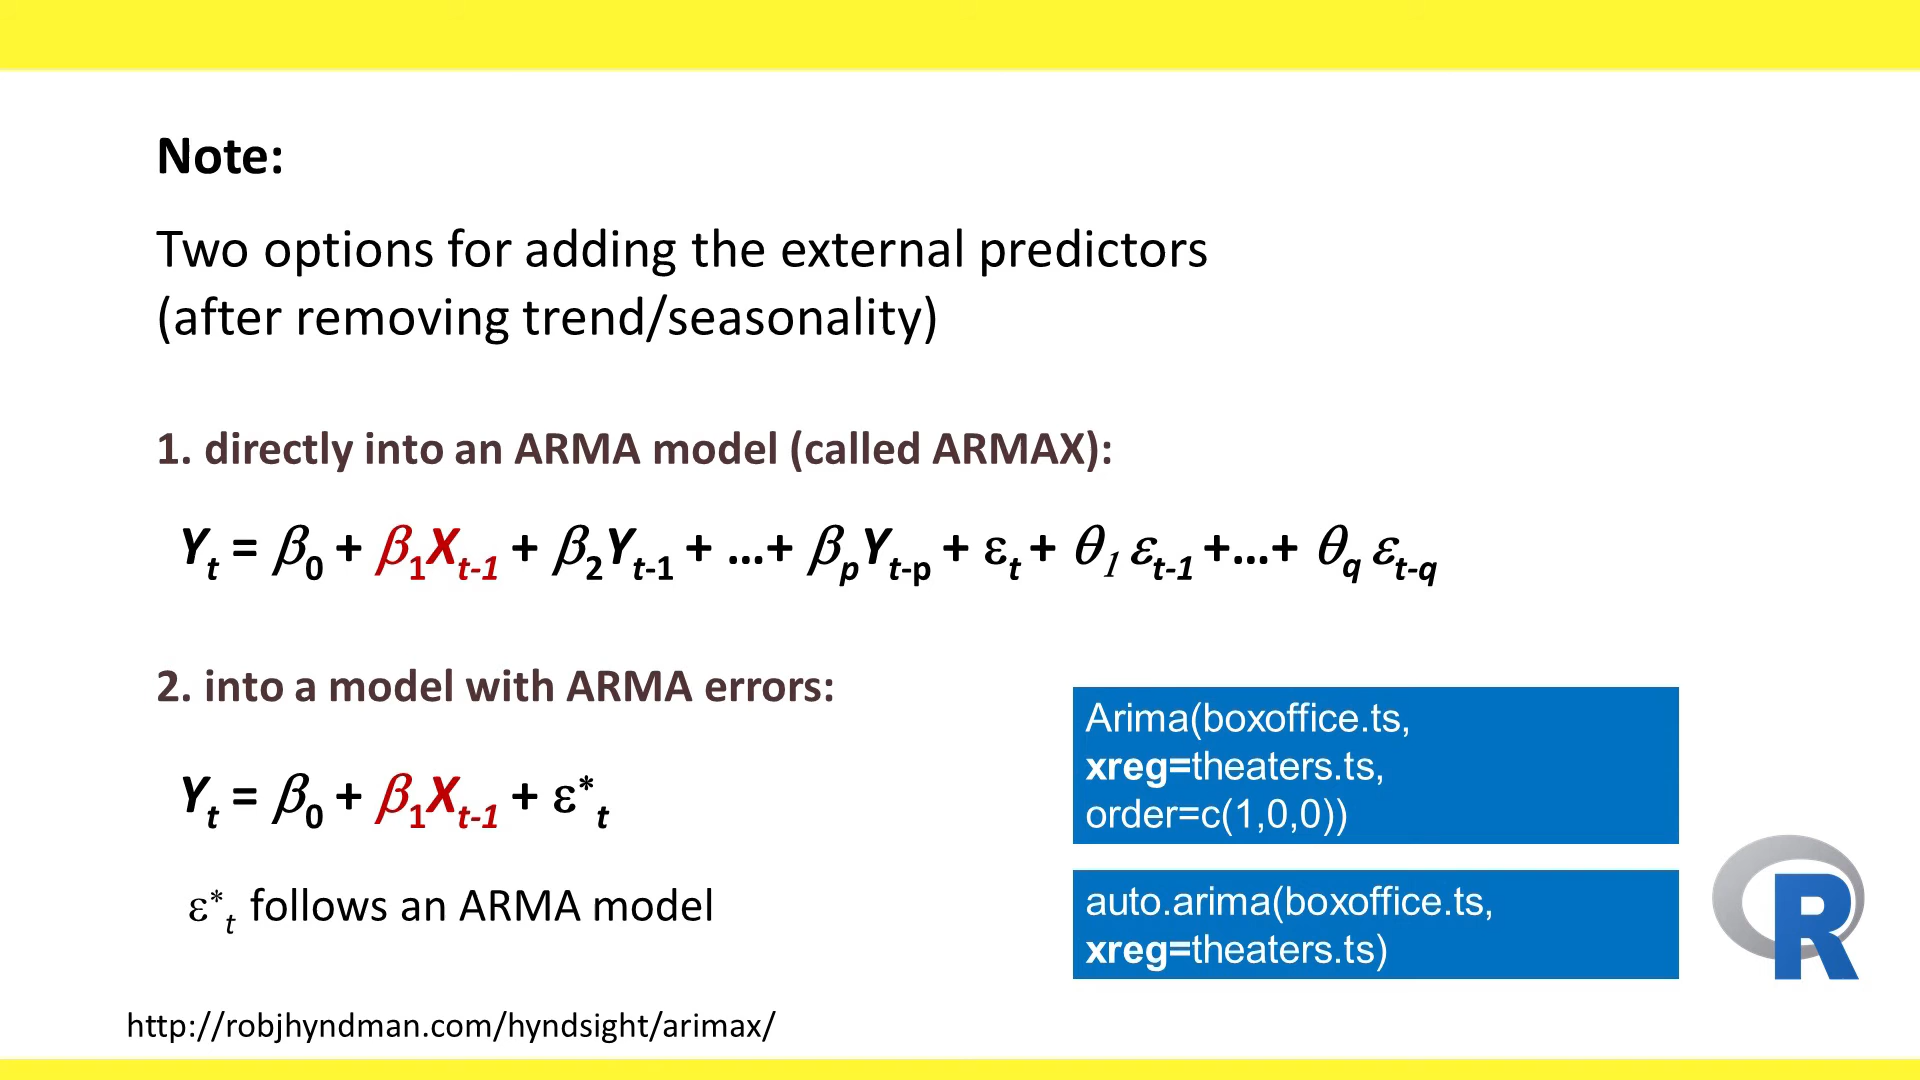 Note:
Two options for adding the external predictors
(after removing trend/seasonality)
1. directly into an ARMA model (called ARMAX):
Yₜ = β₀ + β₁Xₜ₋₁ + β₂Yₜ₋₁ + …+ βₚYₜ₋ₚ + εₜ + θ₁ εₜ₋₁ +…+ θq εt-q
2. into a model with ARMA errors:
Yₜ = β₀ + β₁Xₜ₋₁ + ε*ₜ
ε*ₜ follows an ARMA model
Arima(boxoffice.ts,
xreg=theaters.ts,
order=c(1,0,0))
auto.arima(boxoffice.ts,
xreg=theaters.ts)
R
http://robjhyndman.com/hyndsight/arimax/